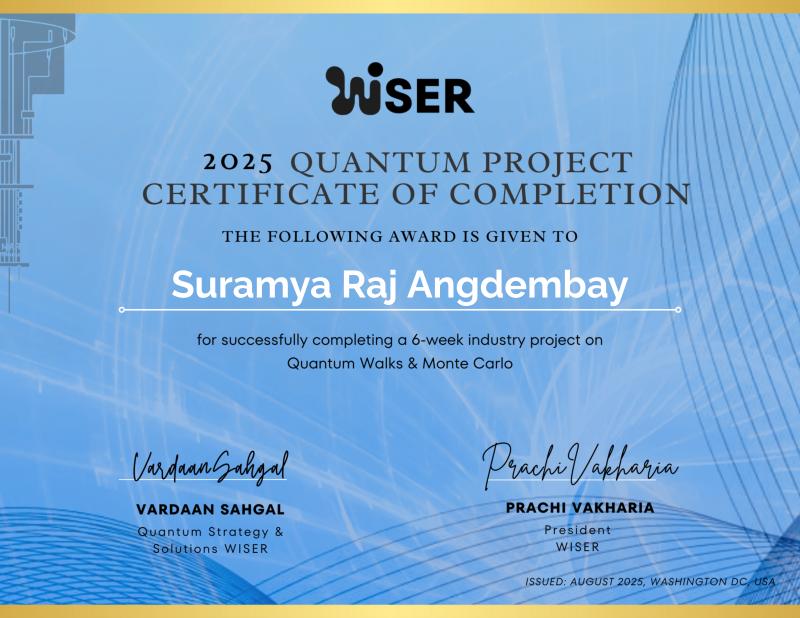 WISER
2025 QUANTUM PROJECT
CERTIFICATE OF COMPLETION
THE FOLLOWING AWARD IS GIVEN TO
Suramya Raj Angdembay
for successfully completing a 6-week industry project on
Quantum Walks & Monte Carlo
Vardaan Sahgal
Prachi Vakharia
VARDAAN SAHGAL
PRACHI VAKHARIA
Quantum Strategy &
Solutions WISER
President
WISER
ISSUED: AUGUST 2025, WASHINGTON DC, USA